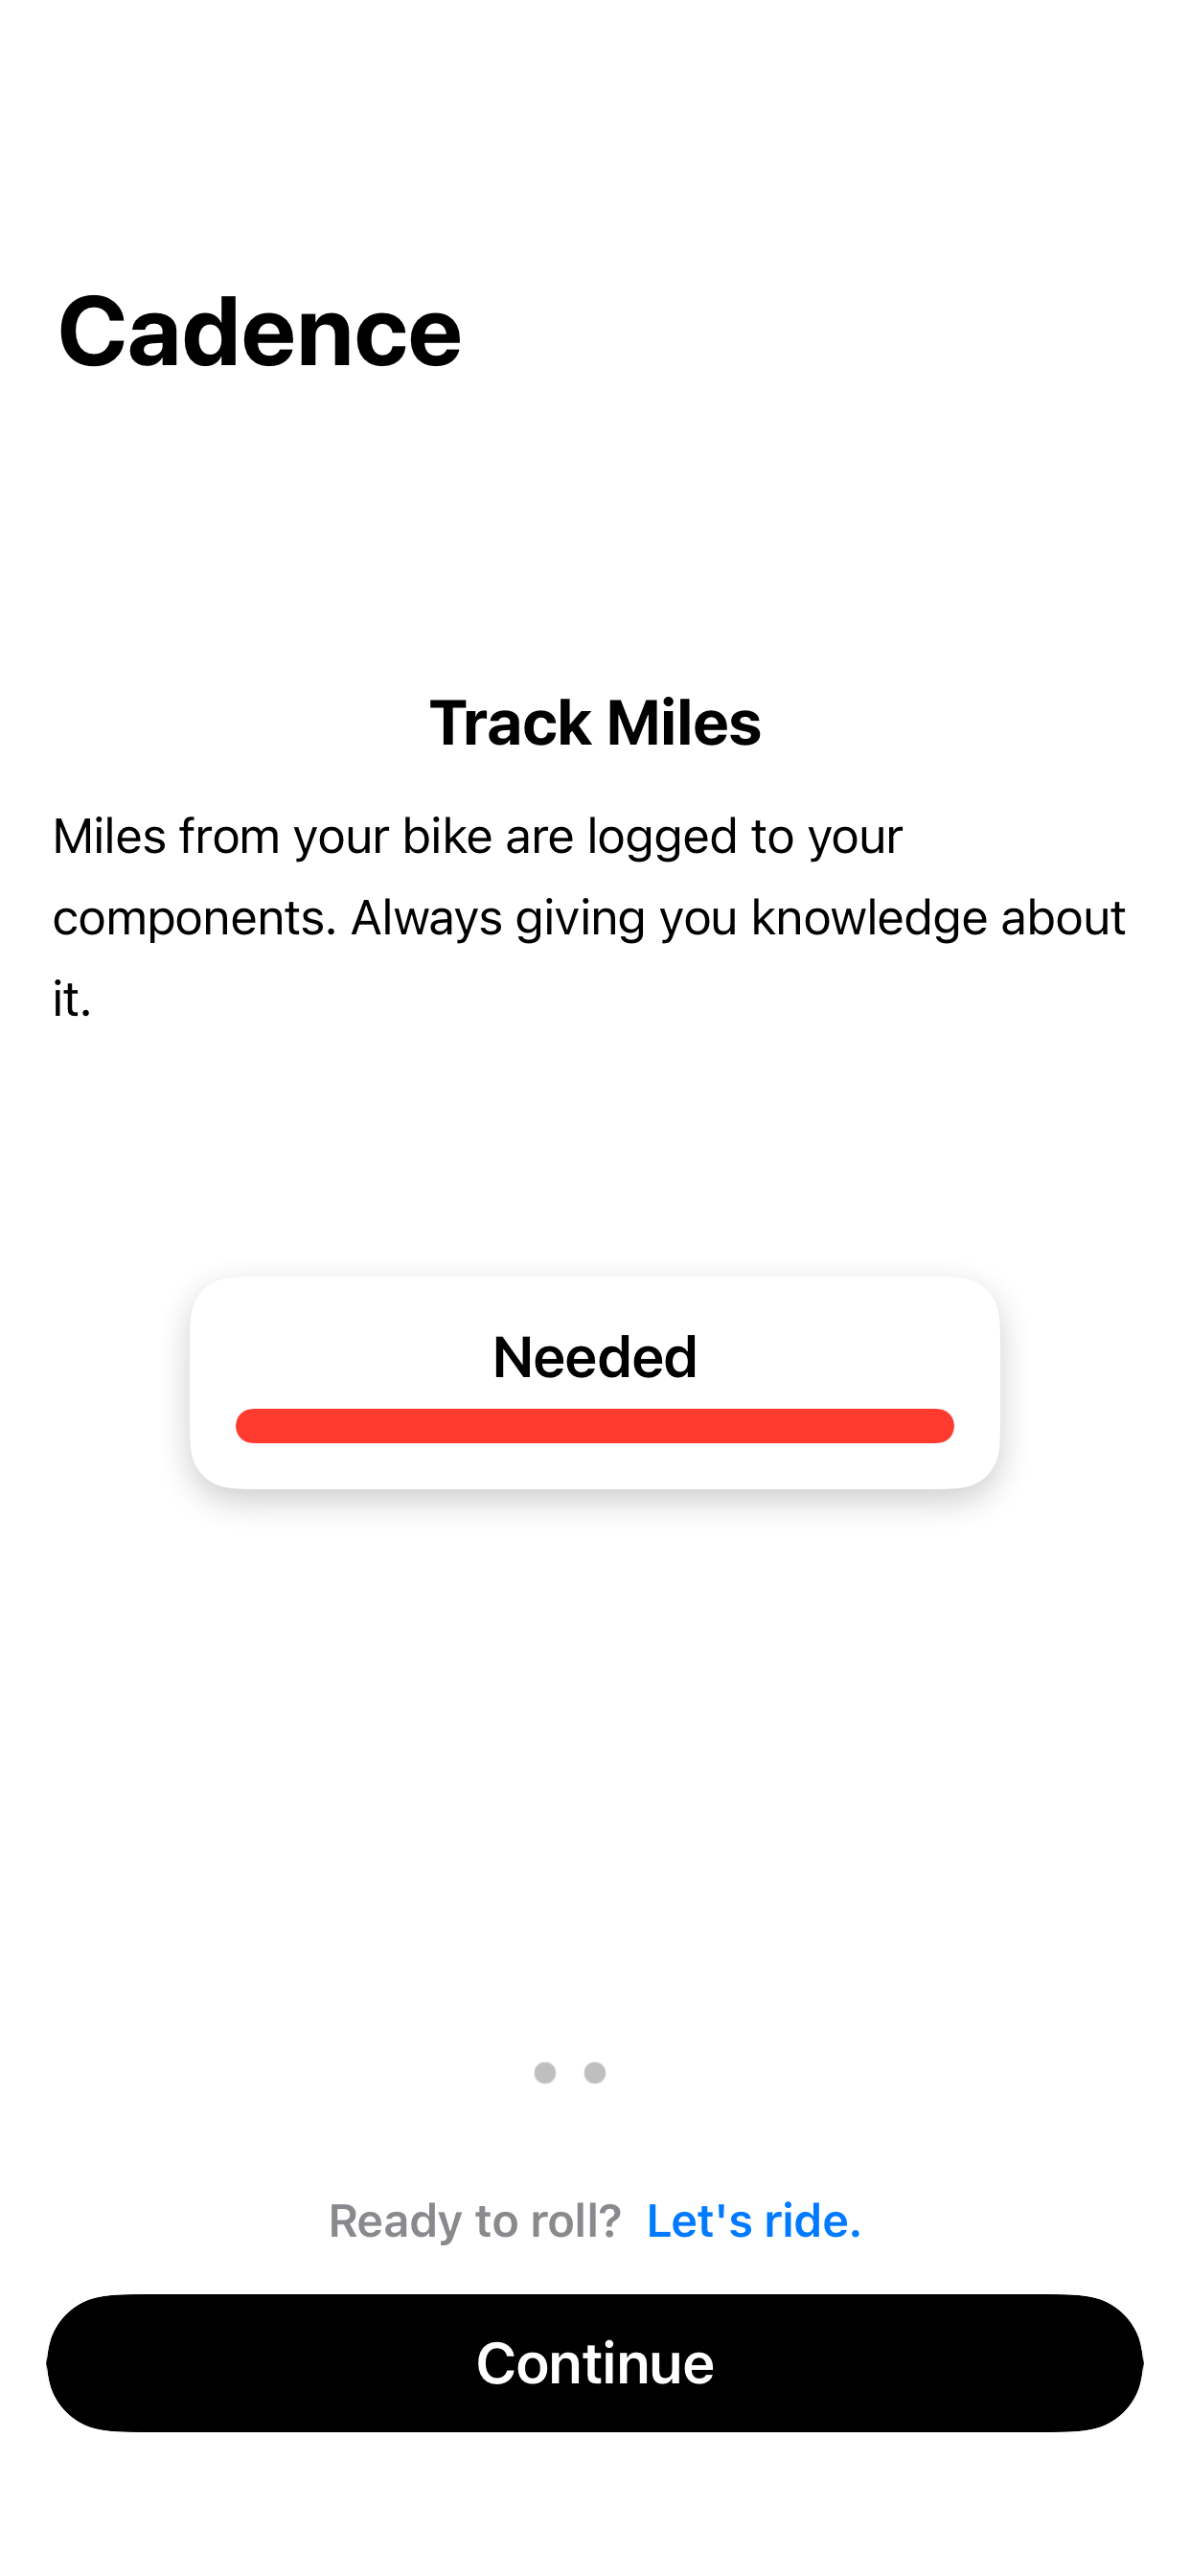 Cadence
Track Miles
Miles from your bike are logged to your
components. Always giving you knowledge about
it.
Needed
Ready to roll? Let's ride.
Continue